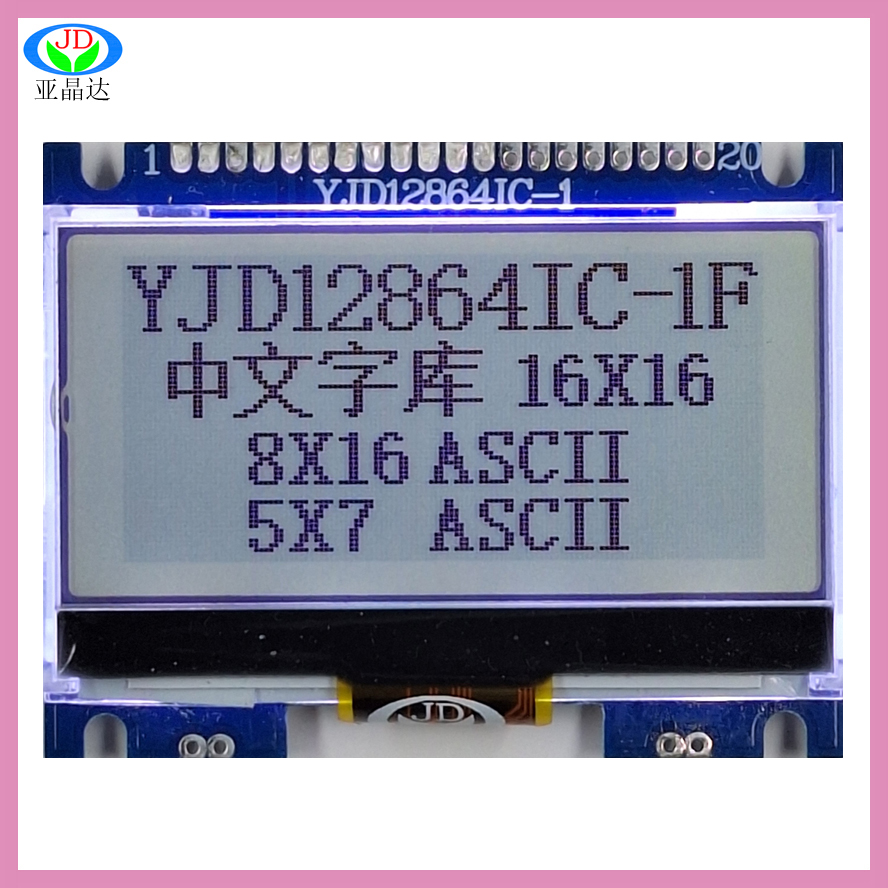 JD
亚晶达
1 20
YJD12864IC-1
YJD12864IC-1F
中文字库 16X16
8X16 ASCII
5X7 ASCII
JD